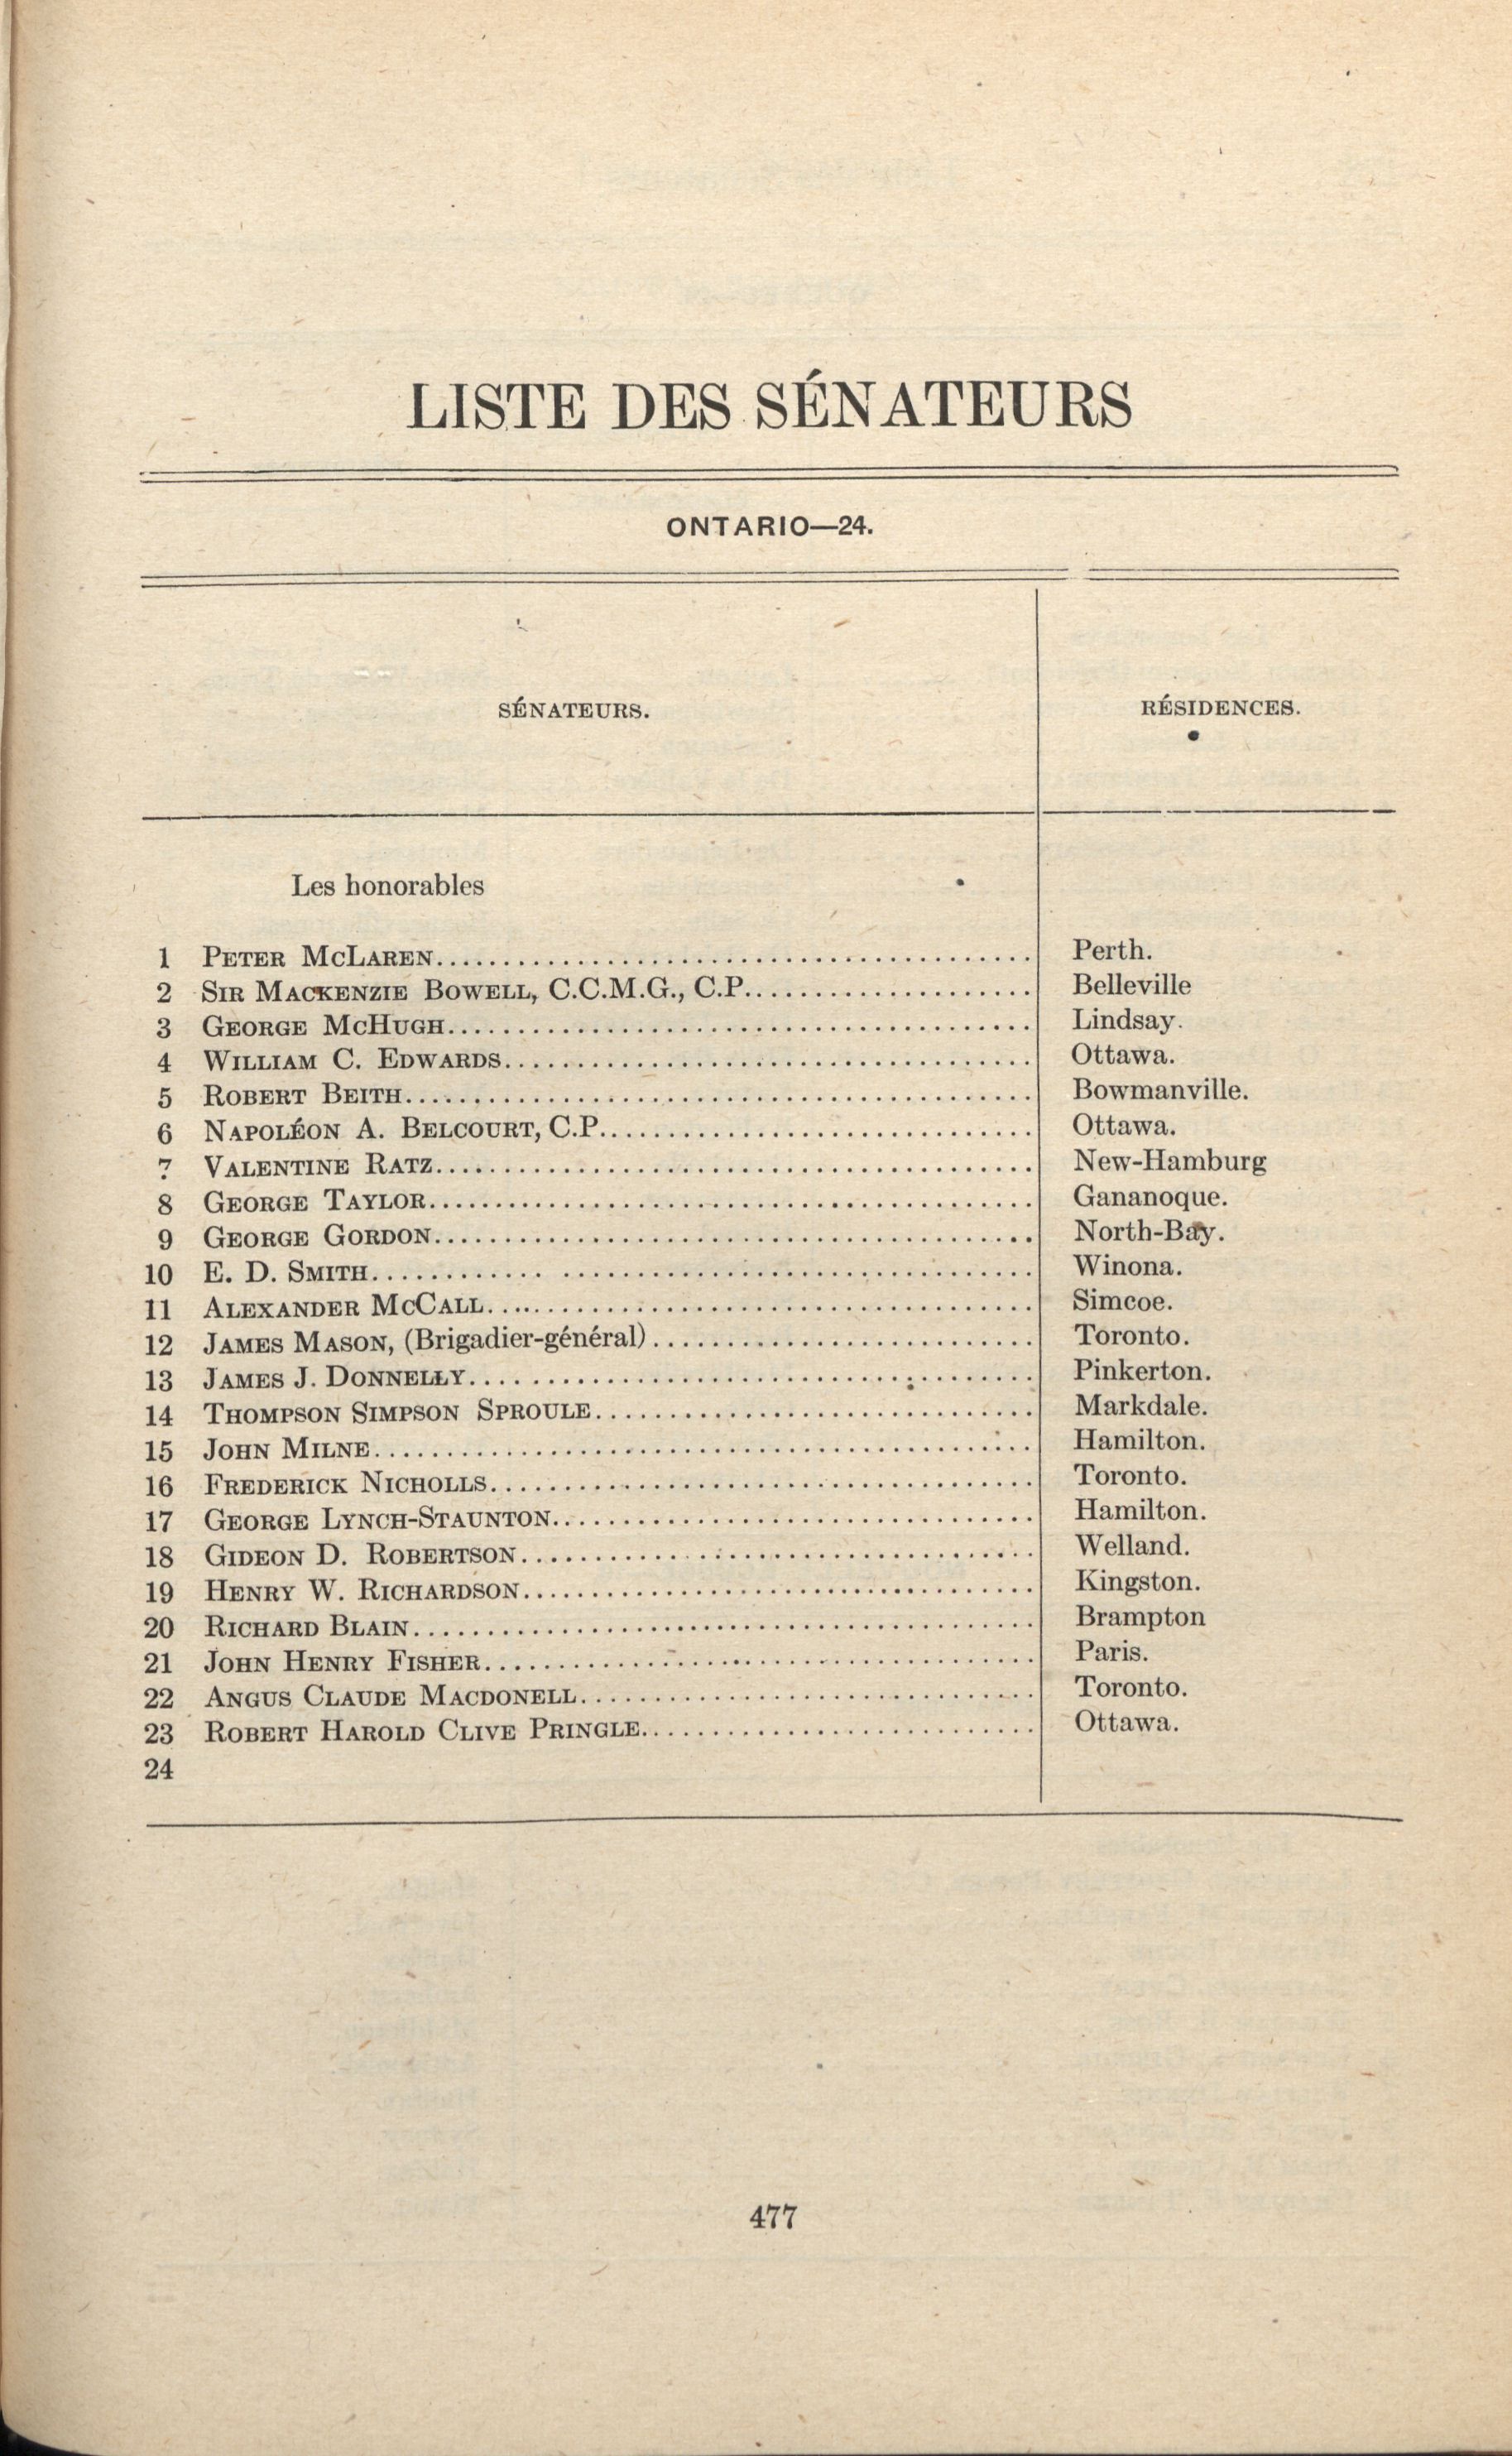 LISTE DES SÉNATEURS
ONTARIO—24.
SÉNATEURS. RÉSIDENCES.
Les honorables
1 PETER MCLAREN. Perth.
2 SIR MACKENZIE BOWELL, C.C.M.G., C.P. Belleville
3 GEORGE MCHUGH. Lindsay.
4 WILLIAM C. EDWARDS. Ottawa.
5 ROBERT BEITH. Bowmanville.
6 NAPOLÉON A. BELCOURT, C.P. Ottawa.
7 VALENTINE RATZ. New-Hamburg
8 GEORGE TAYLOR. Gananoque.
9 GEORGE GORDON. North-Bay.
10 E. D. SMITH. Winona.
11 ALEXANDER MCCALL. Simcoe.
12 JAMES MASON, (Brigadier-général) Toronto.
13 JAMES J. DONNELLY. Pinkerton.
14 THOMPSON SIMPSON SPROULE. Markdale.
15 JOHN MILNE. Hamilton.
16 FREDERICK NICHOLLS. Toronto.
17 GEORGE LYNCH-STAUNTON. Hamilton.
18 GIDEON D. ROBERTSON. Welland.
19 HENRY W. RICHARDSON. Kingston.
20 RICHARD BLAIN. Brampton
21 JOHN HENRY FISHER. Paris.
22 ANGUS CLAUDE MACDONELL. Toronto.
23 ROBERT HAROLD CLIVE PRINGLE. Ottawa.
24
477